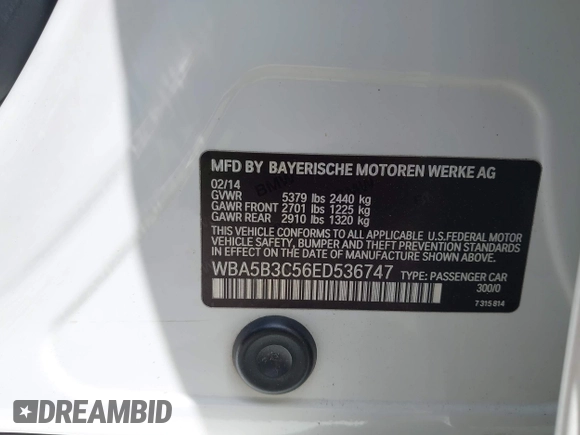 MFD BY BAYERISCHE MOTOREN WERKE AG
02/14
GVWR 5379 lbs 2440 kg
GAWR FRONT 2701 lbs 1225 kg
GAWR REAR 2910 lbs 1320 kg
THIS VEHICLE CONFORMS TO ALL APPLICABLE U.S.FEDERAL MOTOR
VEHICLE SAFETY, BUMPER AND THEFT PREVENTION STANDARDS
IN EFFECT ON THE DATE OF MANUFACTURE SHOWN ABOVE.
WBA5B3C56ED536747 TYPE: PASSENGER CAR
300/0
7 315 814
DREAMBID